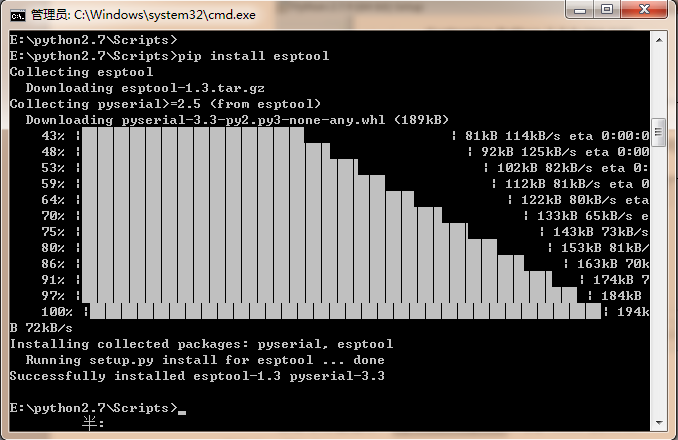 管理员: C:\Windows\system32\cmd.exe
E:\python2.7\Scripts>
E:\python2.7\Scripts>pip install esptool
Collecting esptool
  Downloading esptool-1.3.tar.gz
Collecting pyserial>=2.5 (from esptool)
  Downloading pyserial-3.3-py2.py3-none-any.whl (189kB)
    43% | | 81kB 114kB/s eta 0:00:0
    48% | | 92kB 125kB/s eta 0:00
    53% | | 102kB 82kB/s eta 0:
    59% | | 112kB 81kB/s eta 0
    64% | | 122kB 80kB/s eta
    70% | | 133kB 65kB/s e
    75% | | 143kB 73kB/s
    80% | | 153kB 81kB/
    86% | | 163kB 70k
    91% | | 174kB 7
    97% | | 184kB
    100% | | 194k
B 72kB/s
Installing collected packages: pyserial, esptool
  Running setup.py install for esptool ... done
Successfully installed esptool-1.3 pyserial-3.3
E:\python2.7\Scripts>_
半: